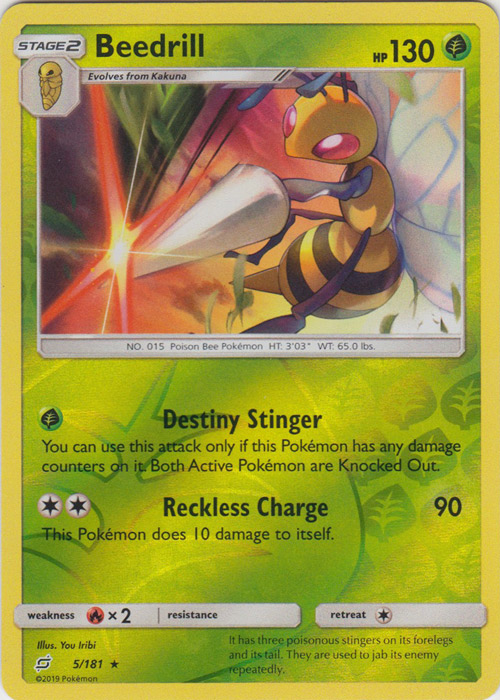 STAGE2
Beedrill
HP 130
Evolves from Kakuna
NO. 015 Poison Bee Pokémon HT: 3'03" WT: 65.0 lbs.
Destiny Stinger
You can use this attack only if this Pokémon has any damage
counters on it. Both Active Pokémon are Knocked Out.
Reckless Charge 90
This Pokémon does 10 damage to itself.
weakness ×2 resistance retreat
Illus. You Iribi
5/181 ★
©2019 Pokémon
It has three poisonous stingers on its forelegs
and its tail. They are used to jab its enemy
repeatedly.